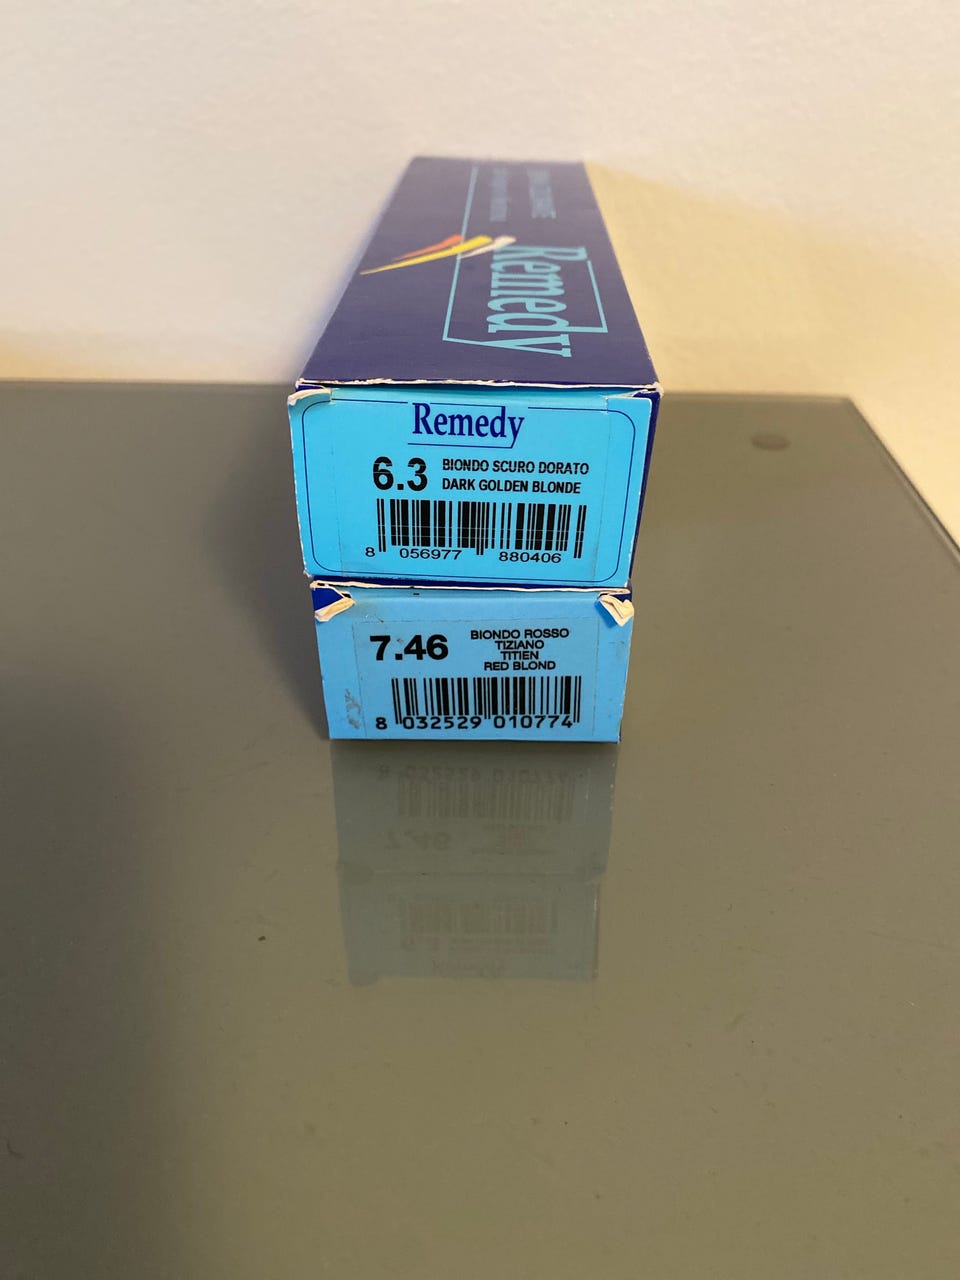 Remedy
Remedy
6.3 BIONDO SCURO DORATO
DARK GOLDEN BLONDE
8 056977 880406
7.46 BIONDO ROSSO
TIZIANO
TITIEN
RED BLOND
8 032529 010774